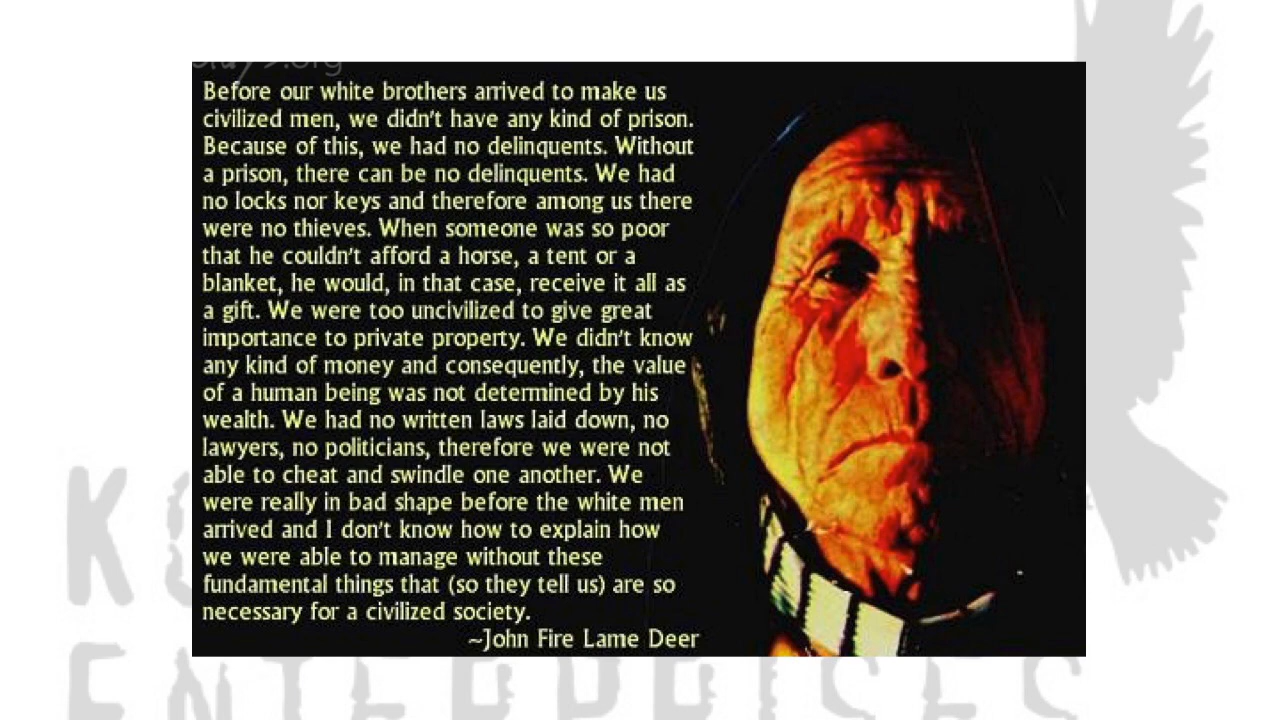 Before our white brothers arrived to make us
civilized men, we didn't have any kind of prison.
Because of this, we had no delinquents. Without
a prison, there can be no delinquents. We had
no locks nor keys and therefore among us there
were no thieves. When someone was so poor
that he couldn't afford a horse, a tent or a
blanket, he would, in that case, receive it all as
a gift. We were too uncivilized to give great
importance to private property. We didn't know
any kind of money and consequently, the value
of a human being was not determined by his
wealth. We had no written laws laid down, no
lawyers, no politicians, therefore we were not
able to cheat and swindle one another. We
were really in bad shape before the white men
arrived and I don't know how to explain how
we were able to manage without these
fundamental things that (so they tell us) are so
necessary for a civilized society.
~John Fire Lame Deer
ENTERPRISES